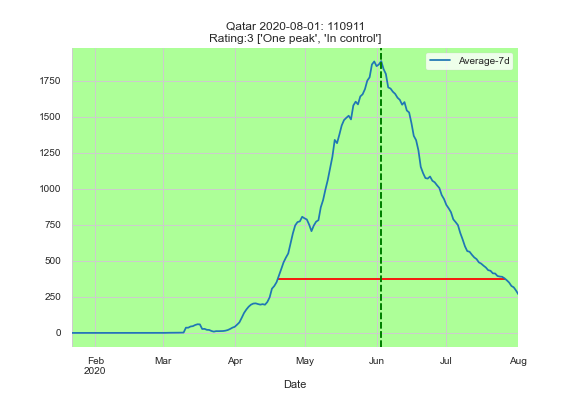 Qatar 2020-08-01: 110911
Rating:3 ['One peak', 'In control']
Average-7d
1750
1500
1250
1000
750
500
250
0
Feb Mar Apr May Jun Jul Aug
2020
Date